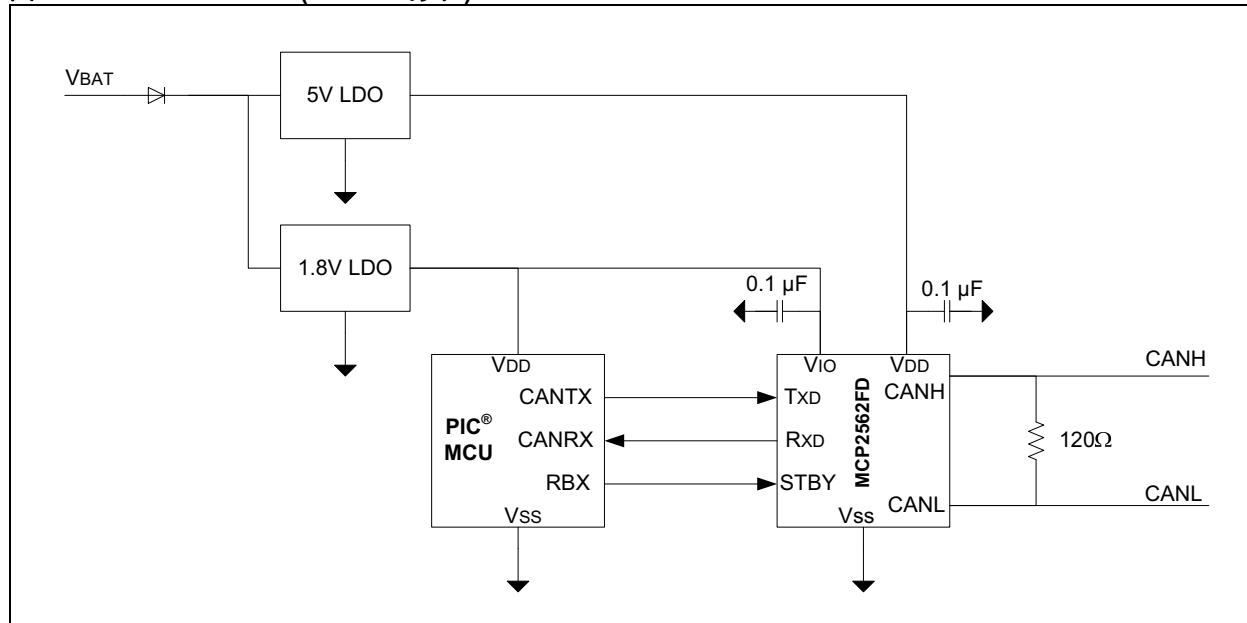 VBAT
5V LDO
1.8V LDO
0.1 µF
0.1 µF
VDD
VIO
VDD
CANH
CANTX
TXD
CANH
PIC®
MCU
CANRX
RXD
MCP2562FD
120Ω
RBX
STBY
CANL
CANL
VSS
VSS